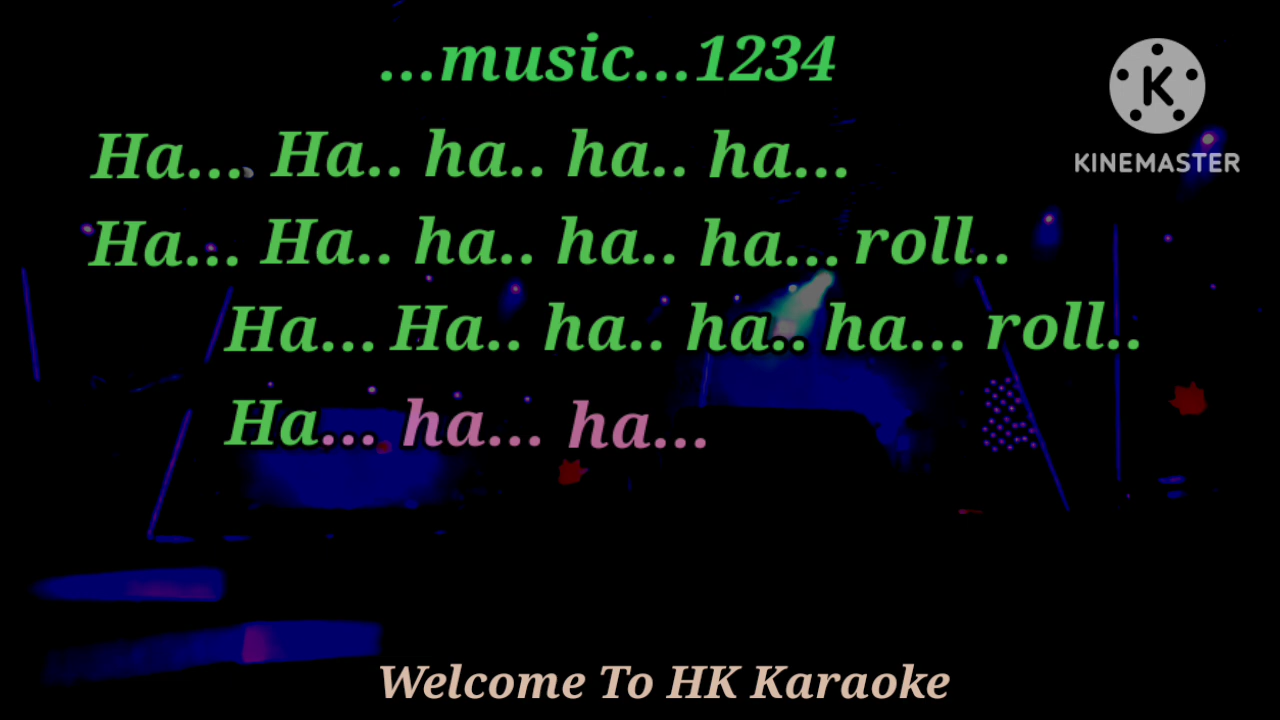 ...music...1234
Ha... Ha.. ha.. ha.. ha...
Ha... Ha.. ha.. ha.. ha... roll..
Ha... Ha.. ha.. ha.. ha... roll..
Ha... ha... ha...
KINEMASTER
Welcome To HK Karaoke